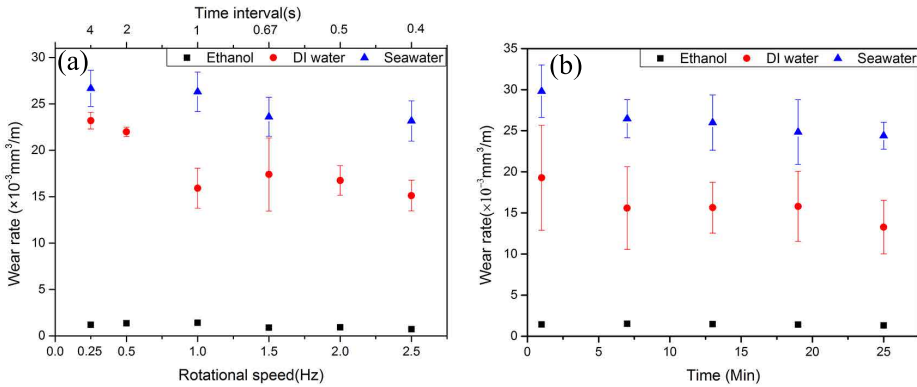 Time interval(s)
4 2 1 0.67 0.5 0.4
(a)
Ethanol DI water Seawater
30
25
20
15
10
5
0
Wear rate (×10⁻³mm³/m)
0.0 0.25 0.5 1.0 1.5 2.0 2.5
Rotational speed(Hz)
(b)
Ethanol DI water Seawater
35
30
25
20
15
10
5
0
Wear rate(×10⁻³mm³/m)
0 5 10 15 20 25
Time (Min)